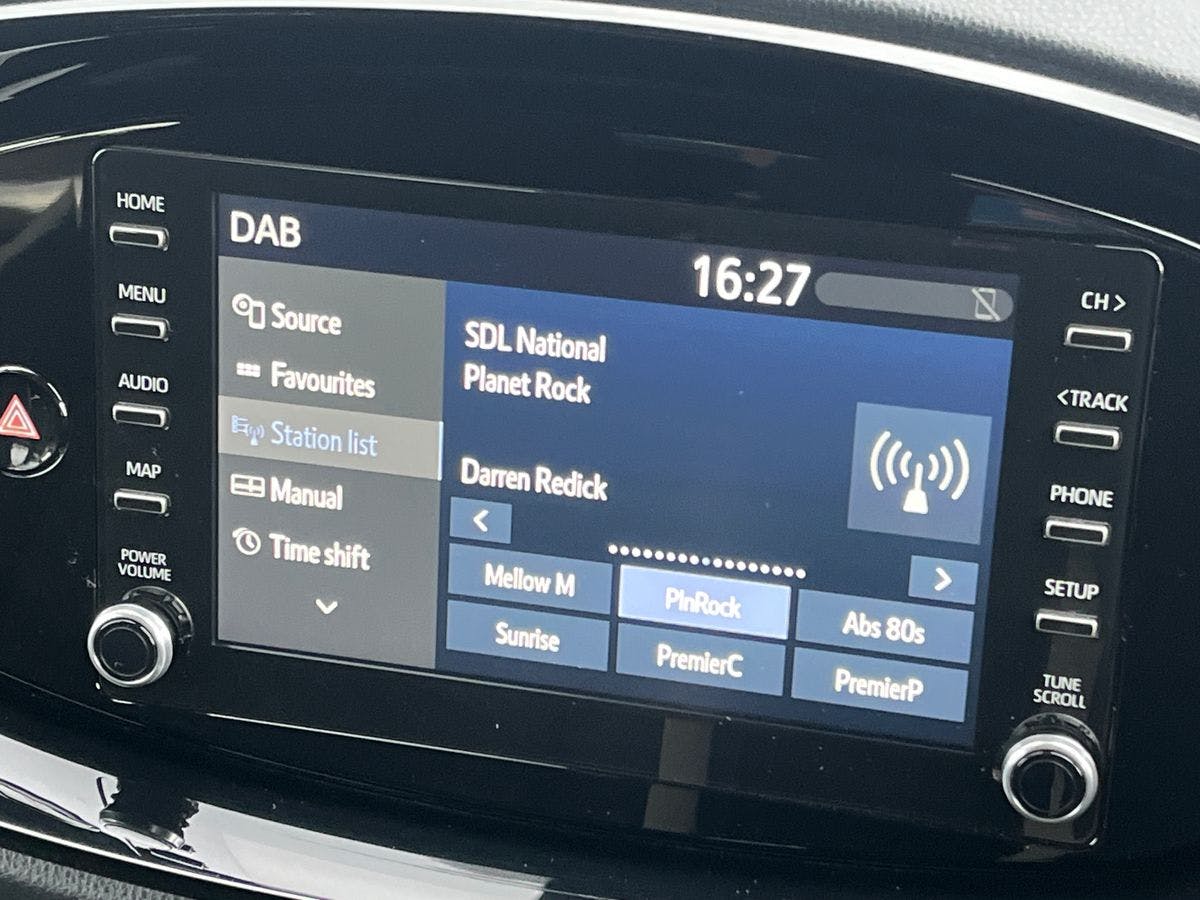 HOME
MENU
AUDIO
MAP
POWER
VOLUME
DAB
16:27
Source
Favourites
Station list
Manual
Time shift
SDL National
Planet Rock
Darren Redick
<
>
Mellow M
PlnRock
Abs 80s
Sunrise
PremierC
PremierP
CH >
<TRACK
PHONE
SETUP
TUNE
SCROLL